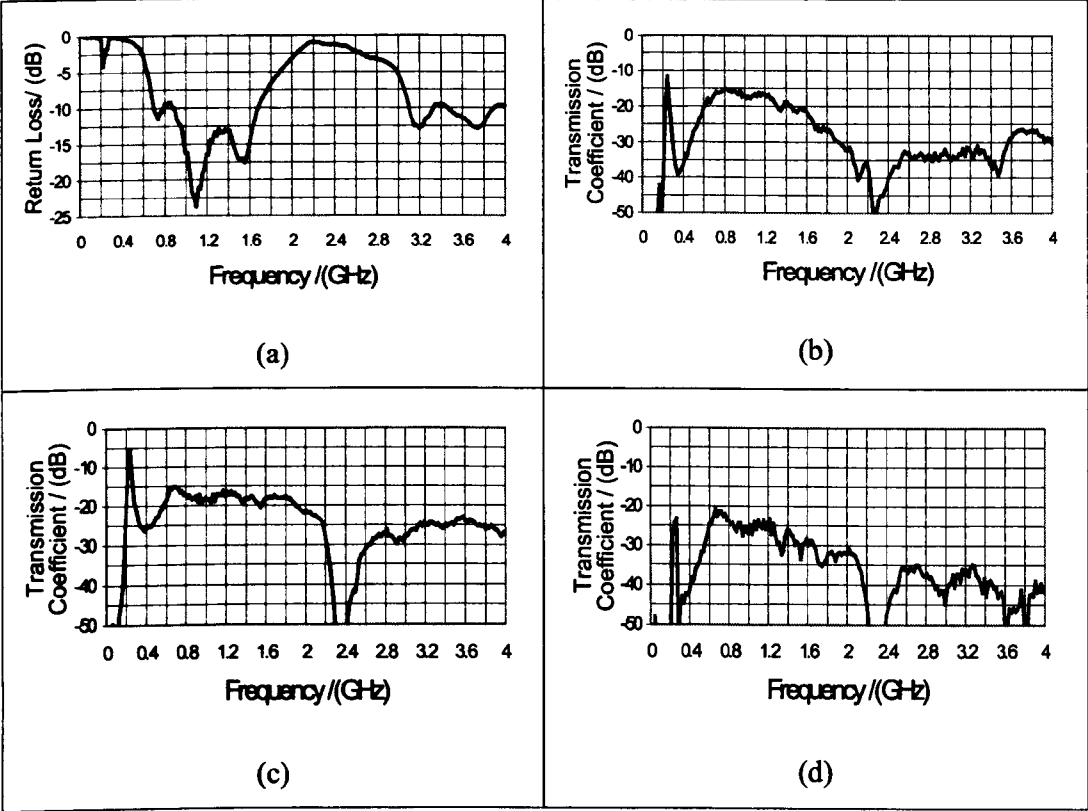 Return Loss/ (dB)
0
-5
-10
-15
-20
-25
0 0.4 0.8 1.2 1.6 2 2.4 2.8 3.2 3.6 4
Frequency /(GHz)
(a)
Transmission
Coefficient / (dB)
0
-10
-20
-30
-40
-50
0 0.4 0.8 1.2 1.6 2 2.4 2.8 3.2 3.6 4
Frequency /(GHz)
(b)
Transmission
Coefficient / (dB)
0
-10
-20
-30
-40
-50
0 0.4 0.8 1.2 1.6 2 2.4 2.8 3.2 3.6 4
Frequency /(GHz)
(c)
Transmission
Coefficient / (dB)
0
-10
-20
-30
-40
-50
0 0.4 0.8 1.2 1.6 2 2.4 2.8 3.2 3.6 4
Frequency /(GHz)
(d)